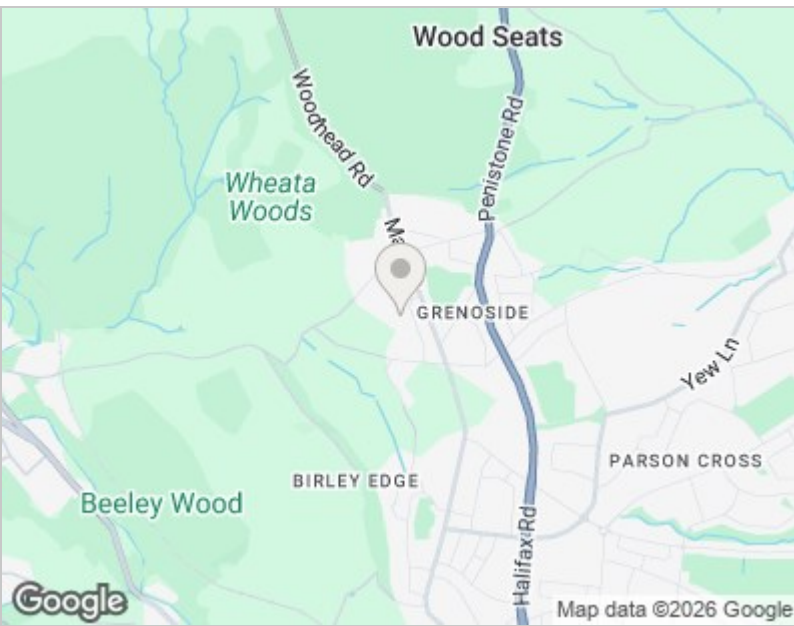 Wood Seats
Penistone Rd
Woodhead Rd
Wheata
Woods
Ma
GRENOSIDE
Yew Ln
PARSON CROSS
BIRLEY EDGE
Beeley Wood
Halifax Rd
Google
Map data ©2026 Google